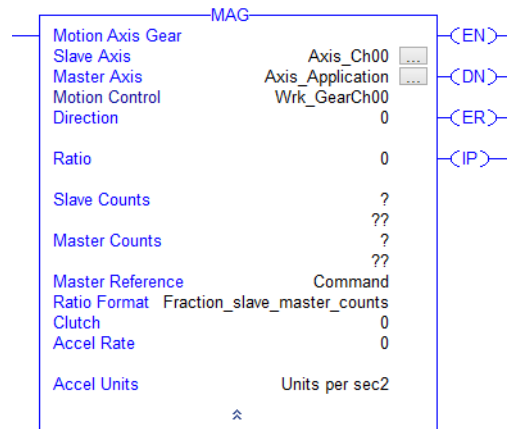 MAG
Motion Axis Gear
EN
Slave Axis Axis_Ch00 ...
Master Axis Axis_Application ...
DN
Motion Control Wrk_GearCh00
Direction 0
ER
Ratio 0
IP
Slave Counts ?
??
Master Counts ?
??
Master Reference Command
Ratio Format Fraction_slave_master_counts
Clutch 0
Accel Rate 0
Accel Units Units per sec2